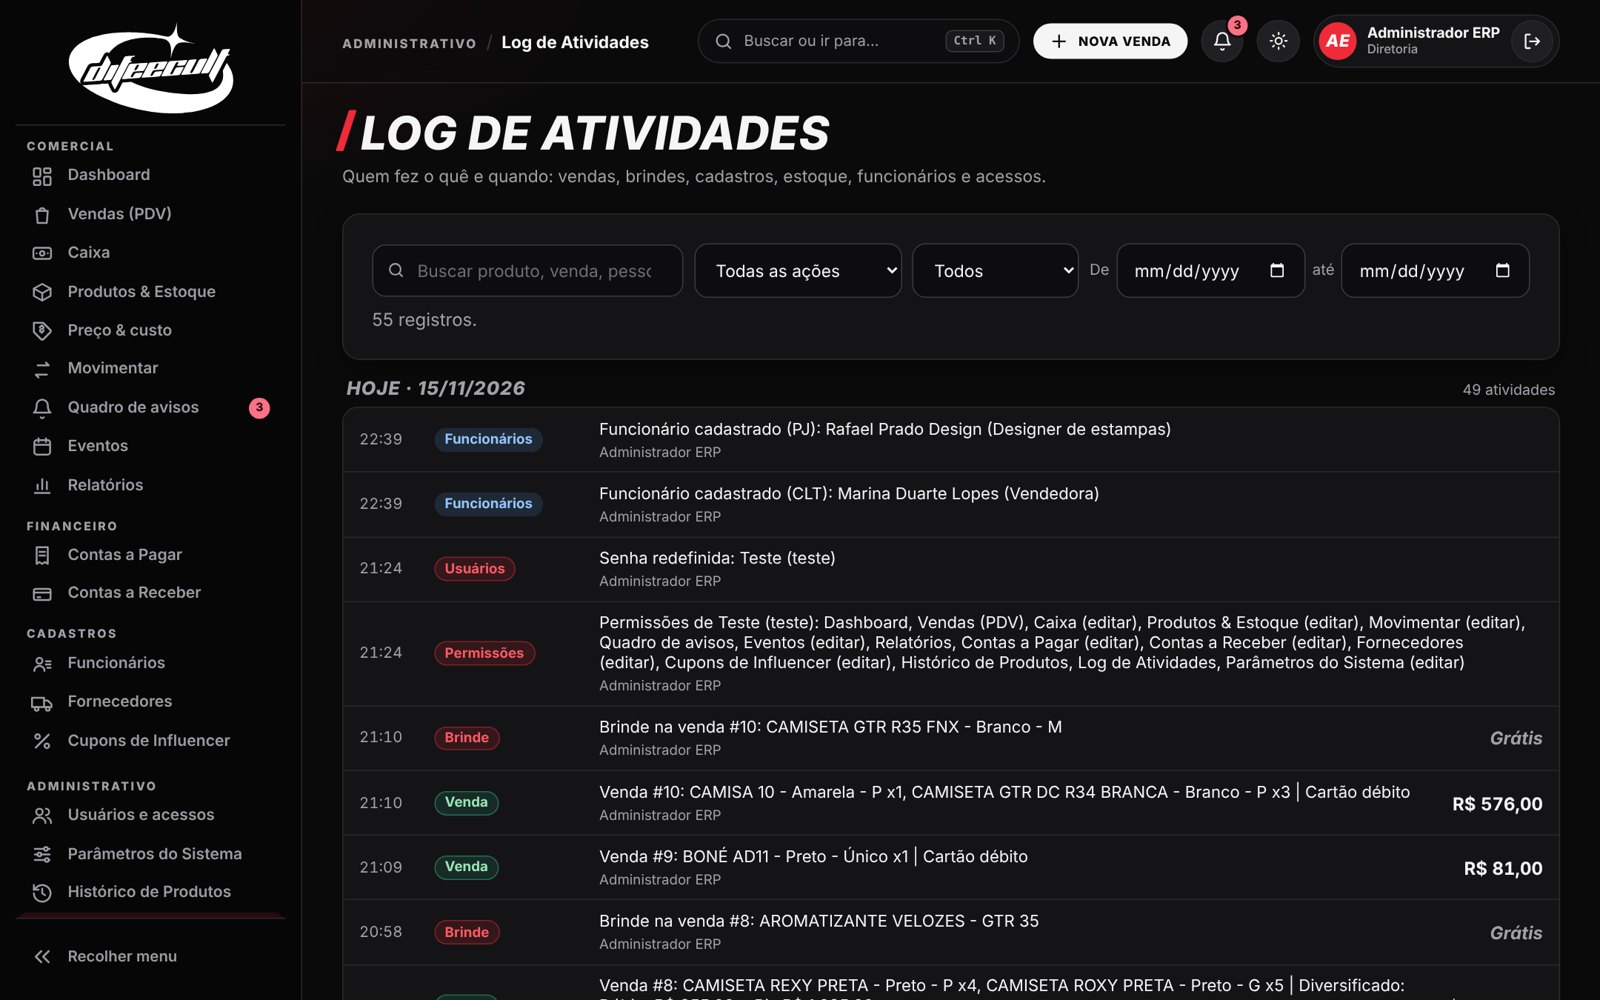 difeecult
COMERCIAL
Dashboard
Vendas (PDV)
Caixa
Produtos & Estoque
Preço & custo
Movimentar
Quadro de avisos 3
Eventos
Relatórios
FINANCEIRO
Contas a Pagar
Contas a Receber
CADASTROS
Funcionários
Fornecedores
Cupons de Influencer
ADMINISTRATIVO
Usuários e acessos
Parâmetros do Sistema
Histórico de Produtos
Recolher menu
ADMINISTRATIVO / Log de Atividades
Buscar ou ir para... Ctrl K
+ NOVA VENDA
3
AE Administrador ERP
Diretoria
/LOG DE ATIVIDADES
Quem fez o quê e quando: vendas, brindes, cadastros, estoque, funcionários e acessos.
Buscar produto, venda, pessc Todas as ações Todos De mm/dd/yyyy até mm/dd/yyyy
55 registros.
HOJE · 15/11/2026 49 atividades
22:39 Funcionários Funcionário cadastrado (PJ): Rafael Prado Design (Designer de estampas)
Administrador ERP
22:39 Funcionários Funcionário cadastrado (CLT): Marina Duarte Lopes (Vendedora)
Administrador ERP
21:24 Usuários Senha redefinida: Teste (teste)
Administrador ERP
21:24 Permissões Permissões de Teste (teste): Dashboard, Vendas (PDV), Caixa (editar), Produtos & Estoque (editar), Movimentar (editar),
Quadro de avisos, Eventos (editar), Relatórios, Contas a Pagar (editar), Contas a Receber (editar), Fornecedores
(editar), Cupons de Influencer (editar), Histórico de Produtos, Log de Atividades, Parâmetros do Sistema (editar)
Administrador ERP
21:10 Brinde Brinde na venda #10: CAMISETA GTR R35 FNX - Branco - M Grátis
Administrador ERP
21:10 Venda Venda #10: CAMISA 10 - Amarela - P x1, CAMISETA GTR DC R34 BRANCA - Branco - P x3 | Cartão débito R$ 576,00
Administrador ERP
21:09 Venda Venda #9: BONÉ AD11 - Preto - Único x1 | Cartão débito R$ 81,00
Administrador ERP
20:58 Brinde Brinde na venda #8: AROMATIZANTE VELOZES - GTR 35 Grátis
Administrador ERP
Venda #8: CAMISETA REXY PRETA - Preto - P x4, CAMISETA ROXY PRETA - Preto - G x5 | Diversificado: